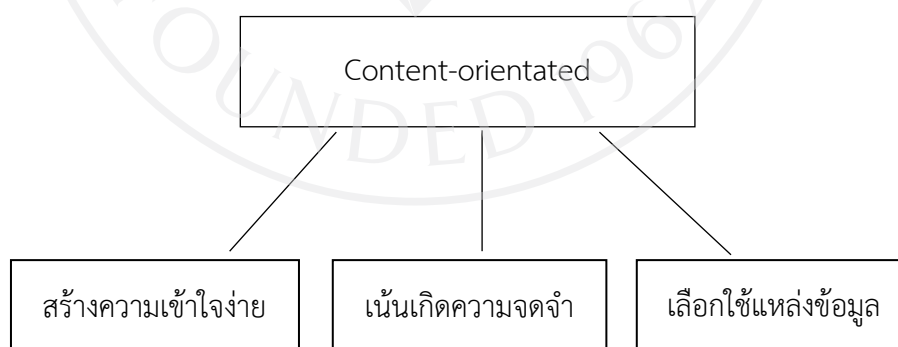 Content-orientated
สร้างความเข้าใจง่าย
เน้นเกิดความจดจำ
เลือกใช้แหล่งข้อมูล
FOUNDED 1964